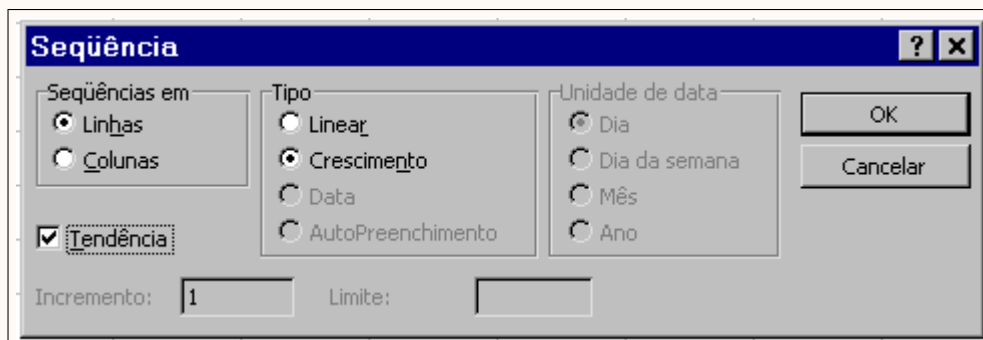 Seqüência
Seqüências em
Linhas
Colunas
Tendência
Tipo
Linear
Crescimento
Data
AutoPreenchimento
Unidade de data
Dia
Dia da semana
Mês
Ano
OK
Cancelar
Incremento: 1
Limite: